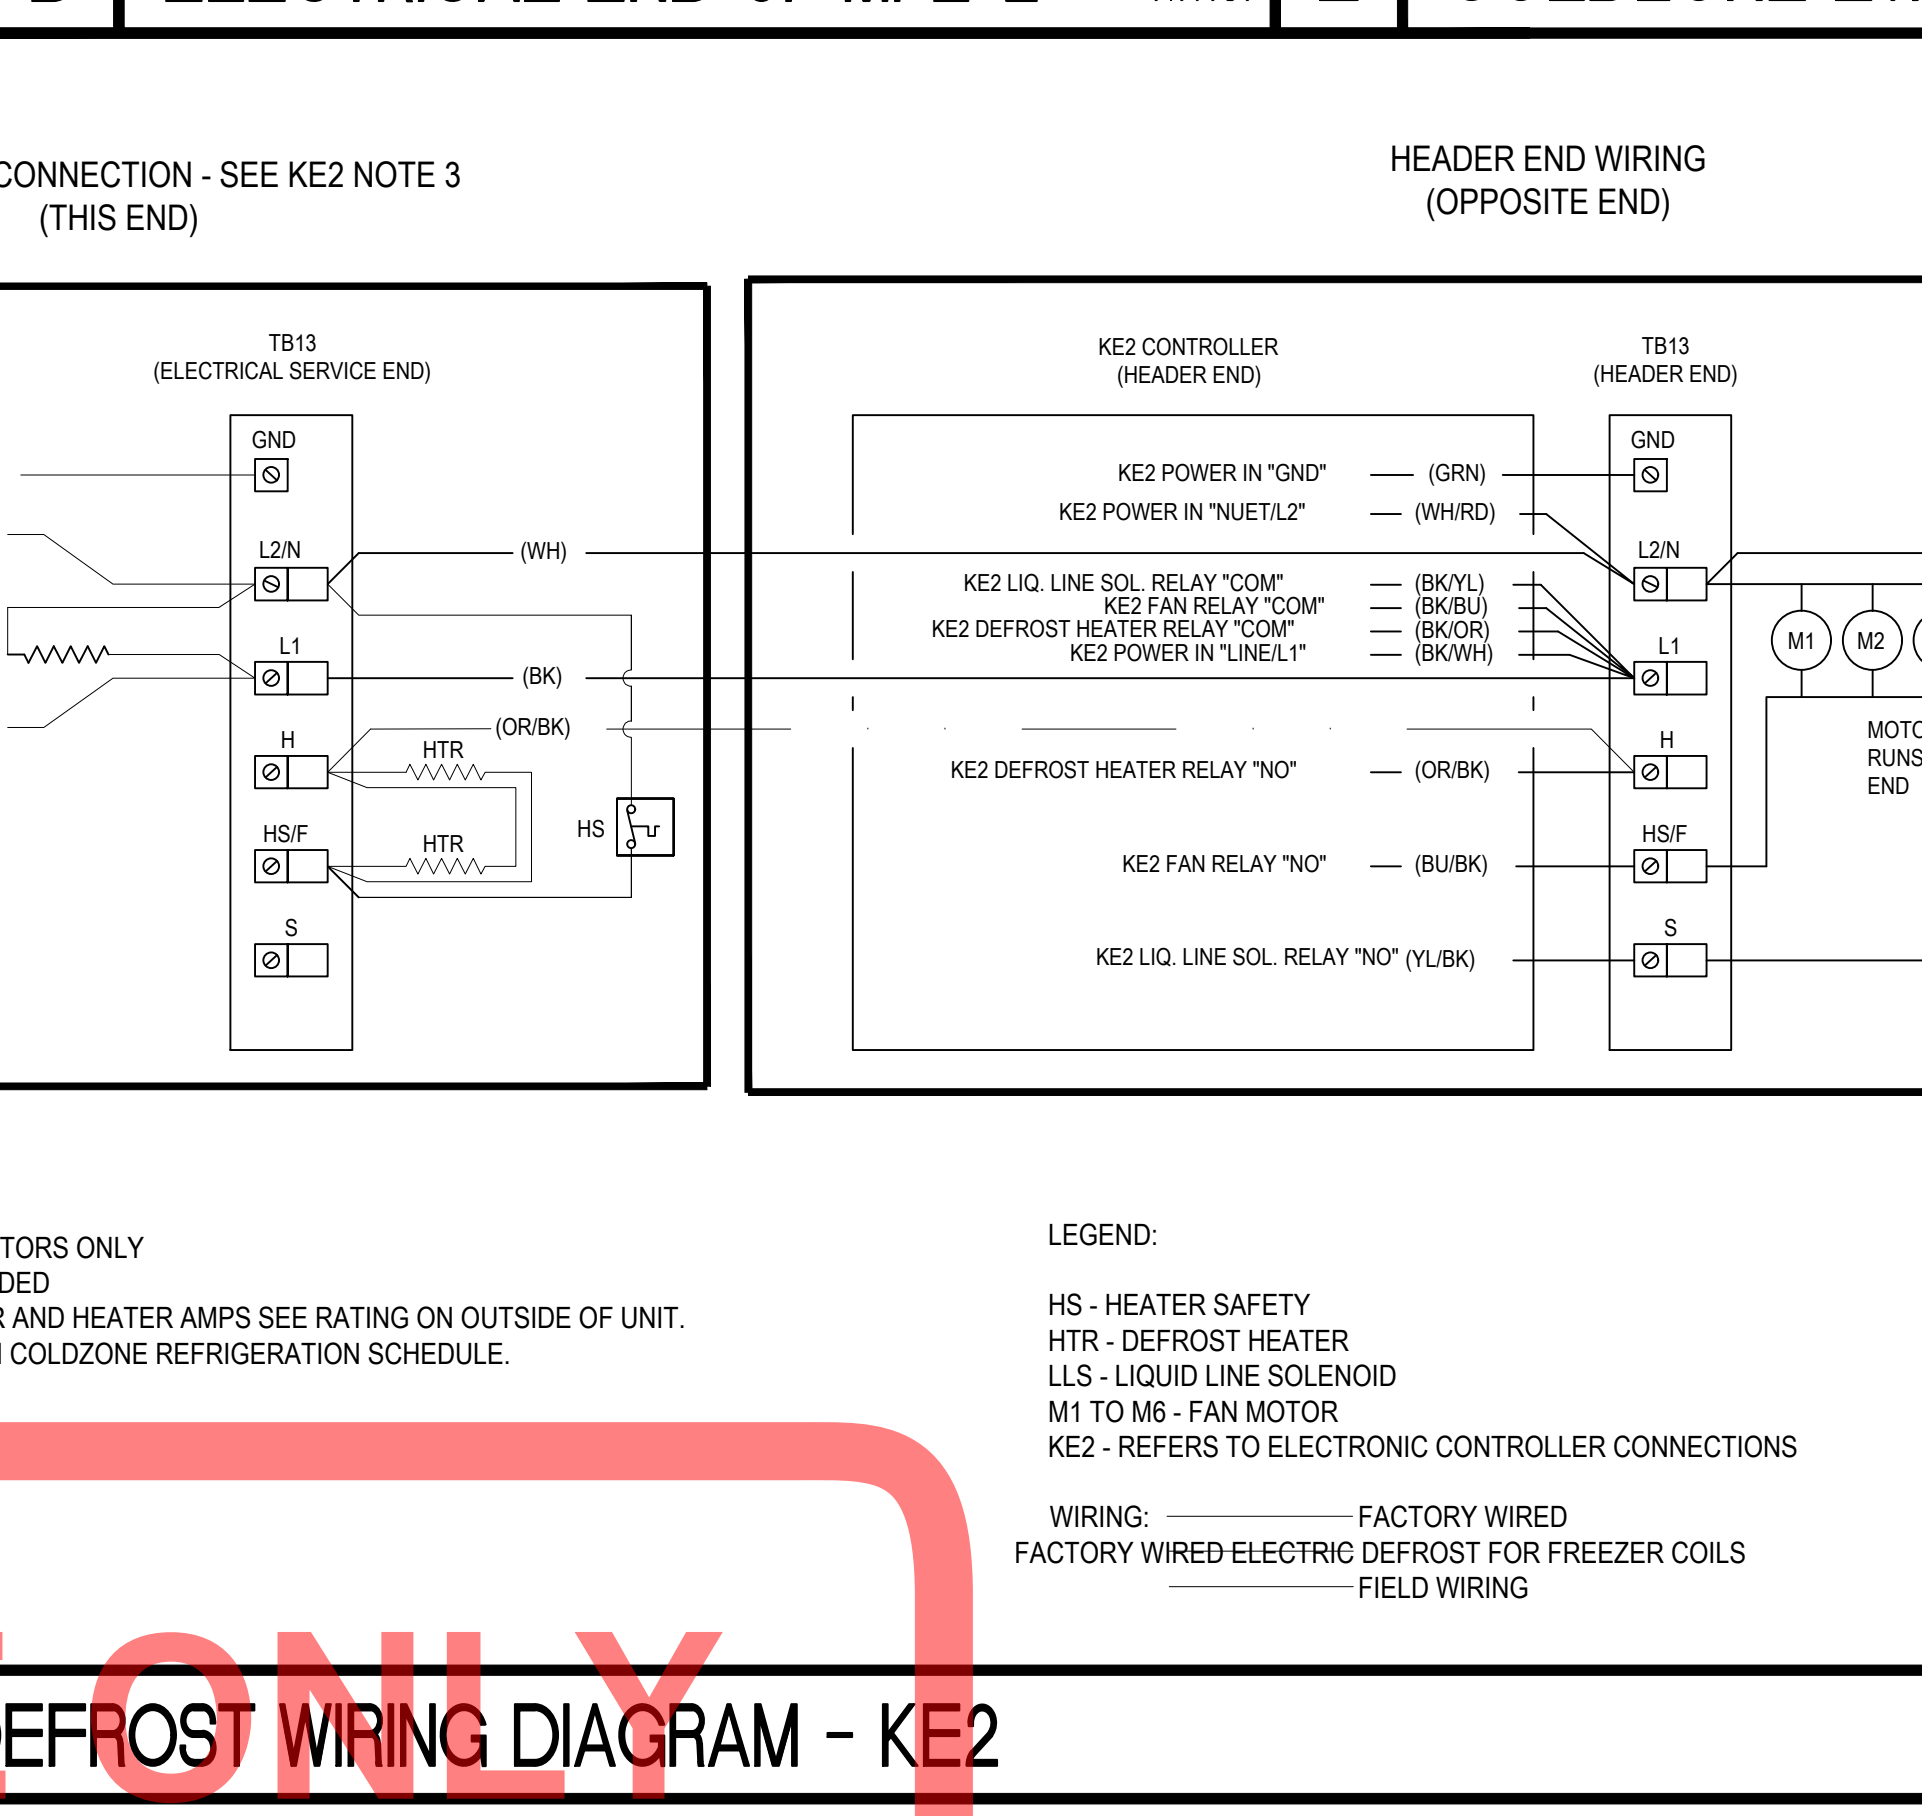 ELECTRICAL END OF
CONNECTION - SEE KE2 NOTE 3
(THIS END)
HEADER END WIRING
(OPPOSITE END)
TB13
(ELECTRICAL SERVICE END)
GND
L2/N
(WH)
L1
(BK)
(OR/BK)
H
HTR
HS/F
HTR
HS
S
KE2 CONTROLLER
(HEADER END)
TB13
(HEADER END)
KE2 POWER IN "GND" (GRN)
KE2 POWER IN "NUET/L2" (WH/RD)
KE2 LIQ. LINE SOL. RELAY "COM" (BK/YL)
KE2 FAN RELAY "COM" (BK/BU)
KE2 DEFROST HEATER RELAY "COM" (BK/OR)
KE2 POWER IN "LINE/L1" (BK/WH)
KE2 DEFROST HEATER RELAY "NO" (OR/BK)
KE2 FAN RELAY "NO" (BU/BK)
KE2 LIQ. LINE SOL. RELAY "NO" (YL/BK)
GND
L2/N
L1
H
HS/F
S
M1
M2
MOTO
RUNS
END
TORS ONLY
DED
R AND HEATER AMPS SEE RATING ON OUTSIDE OF UNIT.
COLDZONE REFRIGERATION SCHEDULE.
LEGEND:
HS - HEATER SAFETY
HTR - DEFROST HEATER
LLS - LIQUID LINE SOLENOID
M1 TO M6 - FAN MOTOR
KE2 - REFERS TO ELECTRONIC CONTROLLER CONNECTIONS
WIRING: FACTORY WIRED
FACTORY WIRED ELECTRIC DEFROST FOR FREEZER COILS
FIELD WIRING
ONLY
DEFROST WIRING DIAGRAM - KE2